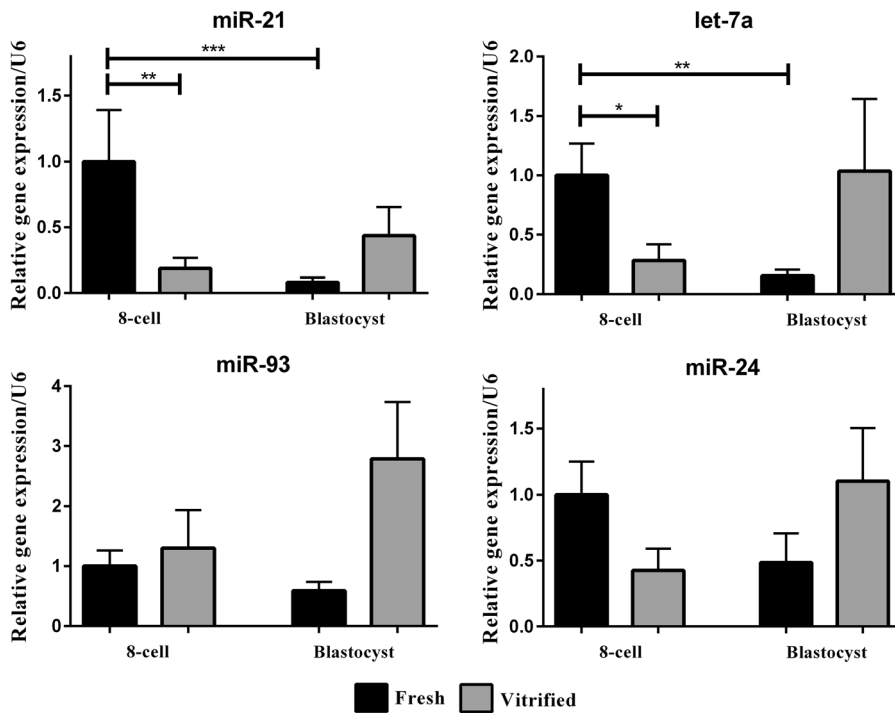 miR-21
Relative gene expression/U6
1.5
1.0
0.5
0.0
***
**
8-cell
Blastocyst
let-7a
Relative gene expression/U6
2.0
1.5
1.0
0.5
0.0
**
*
8-cell
Blastocyst
miR-93
Relative gene expression/U6
4
3
2
1
0
8-cell
Blastocyst
miR-24
Relative gene expression/U6
1.5
1.0
0.5
0.0
8-cell
Blastocyst
Fresh
Vitrified